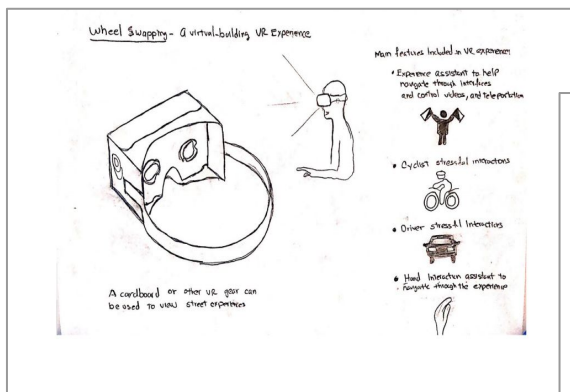 Wheel Swapping - A virtual-building VR Experience
Main features Included in VR experience:
• Experience assistant to help
navigate through interfaces
and control videos, and teleportation
• Cyclist stressful interactions
• Driver stressful Interactions
• Hand Interaction assistant to
navigate through the experience
A cardboard or other VR gear can
be used to view street experiences